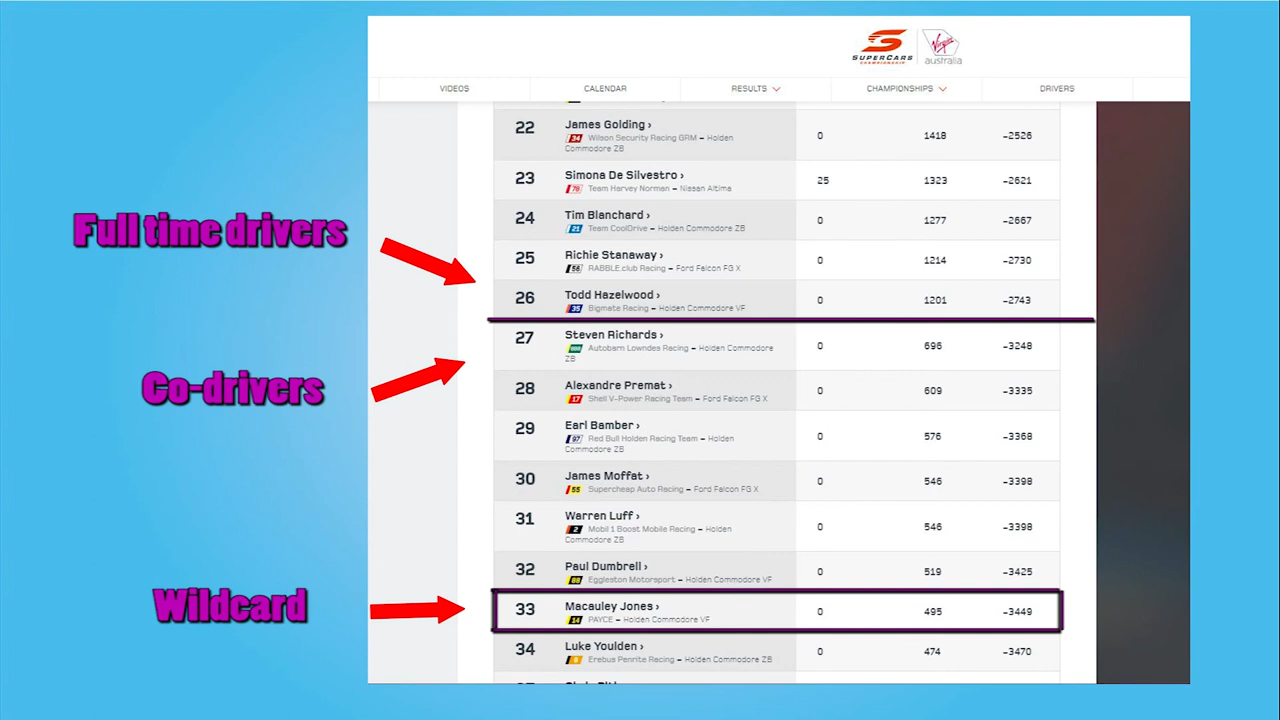 SUPERCARS
CHAMPIONSHIP
Virgin
australia
VIDEOS
CALENDAR
RESULTS
CHAMPIONSHIPS
DRIVERS
22 James Golding › 0 1418 -2526
34 Wilson Security Racing GRM – Holden
Commodore ZB
23 Simona De Silvestro › 25 1323 -2621
78 Team Harvey Norman – Nissan Altima
24 Tim Blanchard › 0 1277 -2667
21 Team CoolDrive – Holden Commodore ZB
25 Richie Stanaway › 0 1214 -2730
56 RABBLE.club Racing – Ford Falcon FG X
26 Todd Hazelwood › 0 1201 -2743
35 Bigmate Racing – Holden Commodore VF
27 Steven Richards › 0 696 -3248
888 Autobarn Lowndes Racing – Holden Commodore
ZB
28 Alexandre Premat › 0 609 -3335
17 Shell V-Power Racing Team – Ford Falcon FG X
29 Earl Bamber › 0 576 -3368
97 Red Bull Holden Racing Team – Holden
Commodore ZB
30 James Moffat › 0 546 -3398
55 Supercheap Auto Racing – Ford Falcon FG X
31 Warren Luff › 0 546 -3398
2 Mobil 1 Boost Mobile Racing – Holden
Commodore ZB
32 Paul Dumbrell › 0 519 -3425
88 Eggleston Motorsport – Holden Commodore VF
33 Macauley Jones › 0 495 -3449
14 PAYCE – Holden Commodore VF
34 Luke Youlden › 0 474 -3470
9 Erebus Penrite Racing – Holden Commodore ZB
Full time drivers
Co-drivers
Wildcard